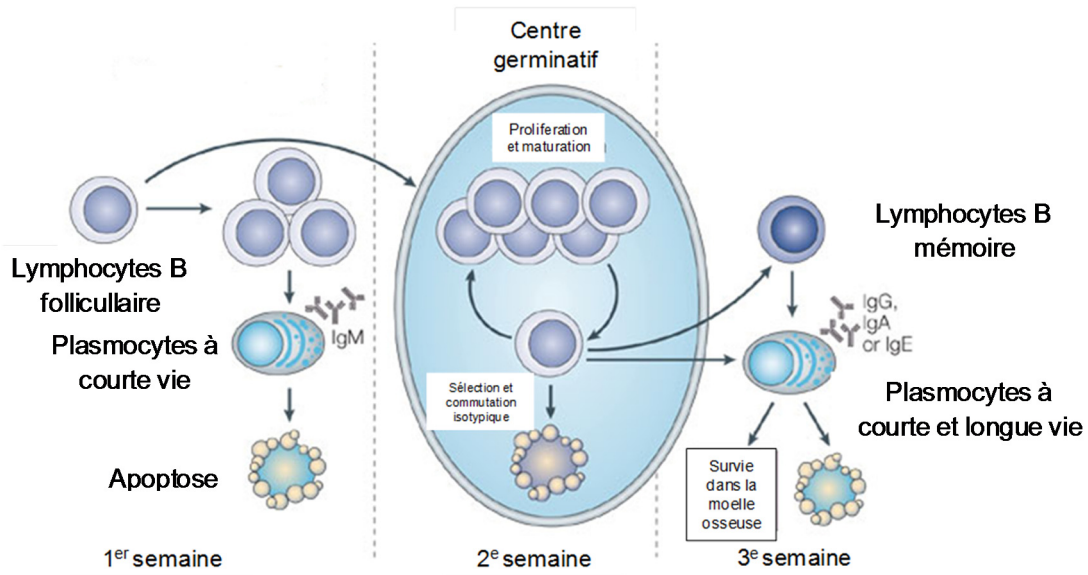 Centre
germinatif
Proliferation
et maturation
Lymphocytes B
follicullaire
Plasmocytes à
courte vie
IgM
Apoptose
Sélection et
commutation
isotypique
Lymphocytes B
mémoire
IgG,
IgA
or IgE
Plasmocytes à
courte et longue vie
Survie
dans la
moelle
osseuse
1er semaine
2e semaine
3e semaine